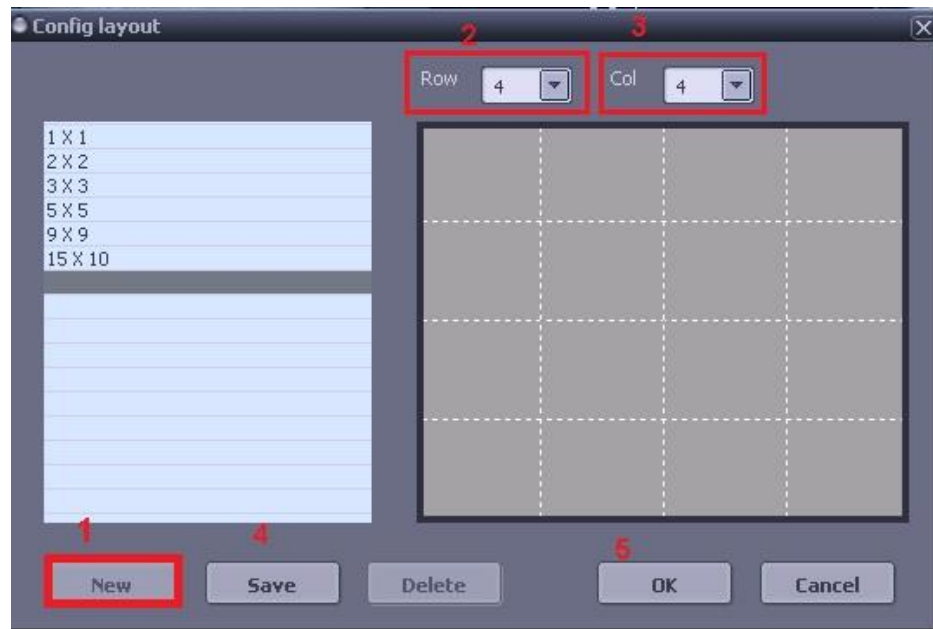 Config layout
2
3
Row 4
Col 4
1 X 1
2 X 2
3 X 3
5 X 5
9 X 9
15 X 10
1
4
5
New
Save
Delete
OK
Cancel